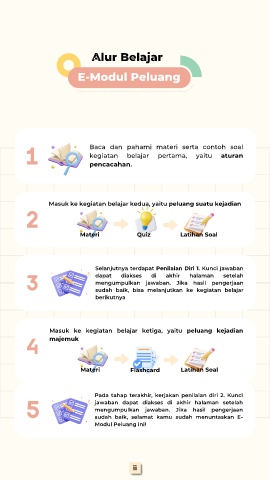 Alur Belajar
E-Modul Peluang
1
Baca dan pahami materi serta contoh soal
kegiatan belajar pertama, yaitu aturan
pencacahan.
2
Masuk ke kegiatan belajar kedua, yaitu peluang suatu kejadian
Materi
Quiz
Latihan Soal
3
Selanjutnya terdapat Penilaian Diri 1. Kunci jawaban
dapat diakses di akhir halaman setelah
mengumpulkan jawaban. Jika hasil pengerjaan
sudah baik, bisa melanjutkan ke kegiatan belajar
berikutnya
4
Masuk ke kegiatan belajar ketiga, yaitu peluang kejadian
majemuk
Materi
Flashcard
Latihan Soal
5
Pada tahap terakhir, kerjakan penilaian diri 2. Kunci
jawaban dapat diakses di akhir halaman setelah
mengumpulkan jawaban. Jika hasil pengerjaan
sudah baik, selamat kamu sudah menuntaskan E-
Modul Peluang ini!
iii